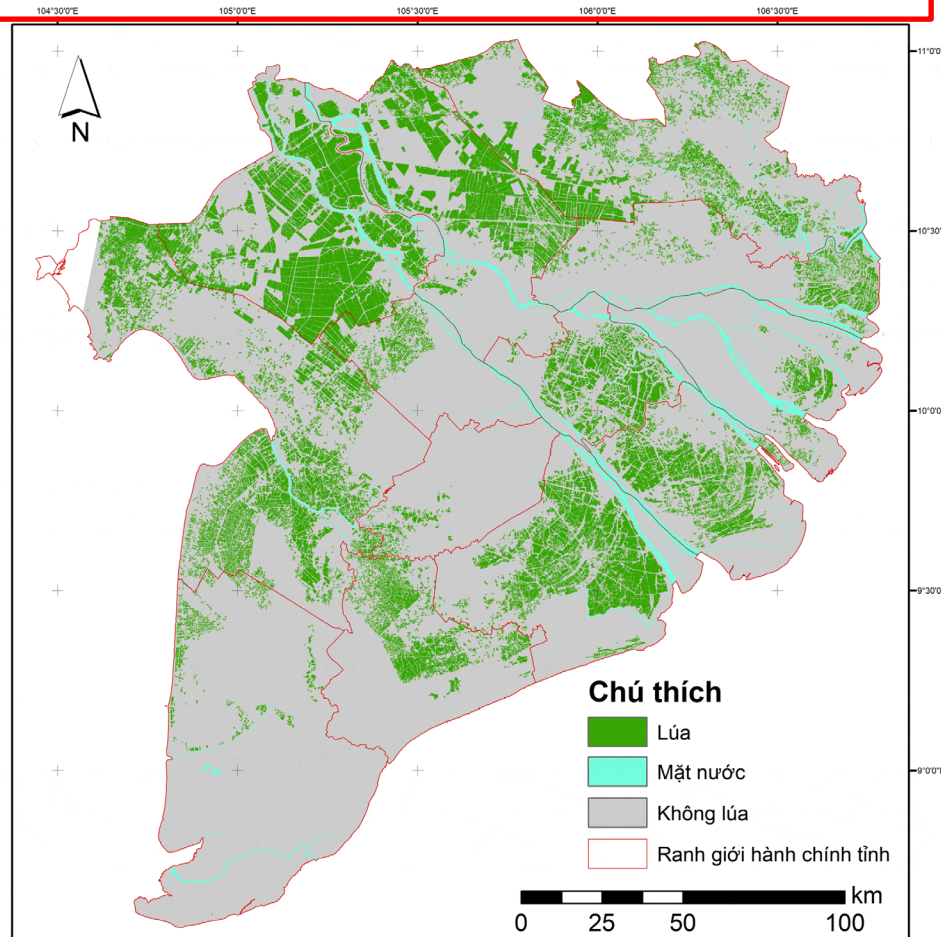 104°30'0"E 105°0'0"E 105°30'0"E 106°0'0"E 106°30'0"E
11°0'0
N
10°30'0
10°0'0
9°30'0
9°0'0"
Chú thích
Lúa
Mặt nước
Không lúa
Ranh giới hành chính tỉnh
km
0 25 50 100